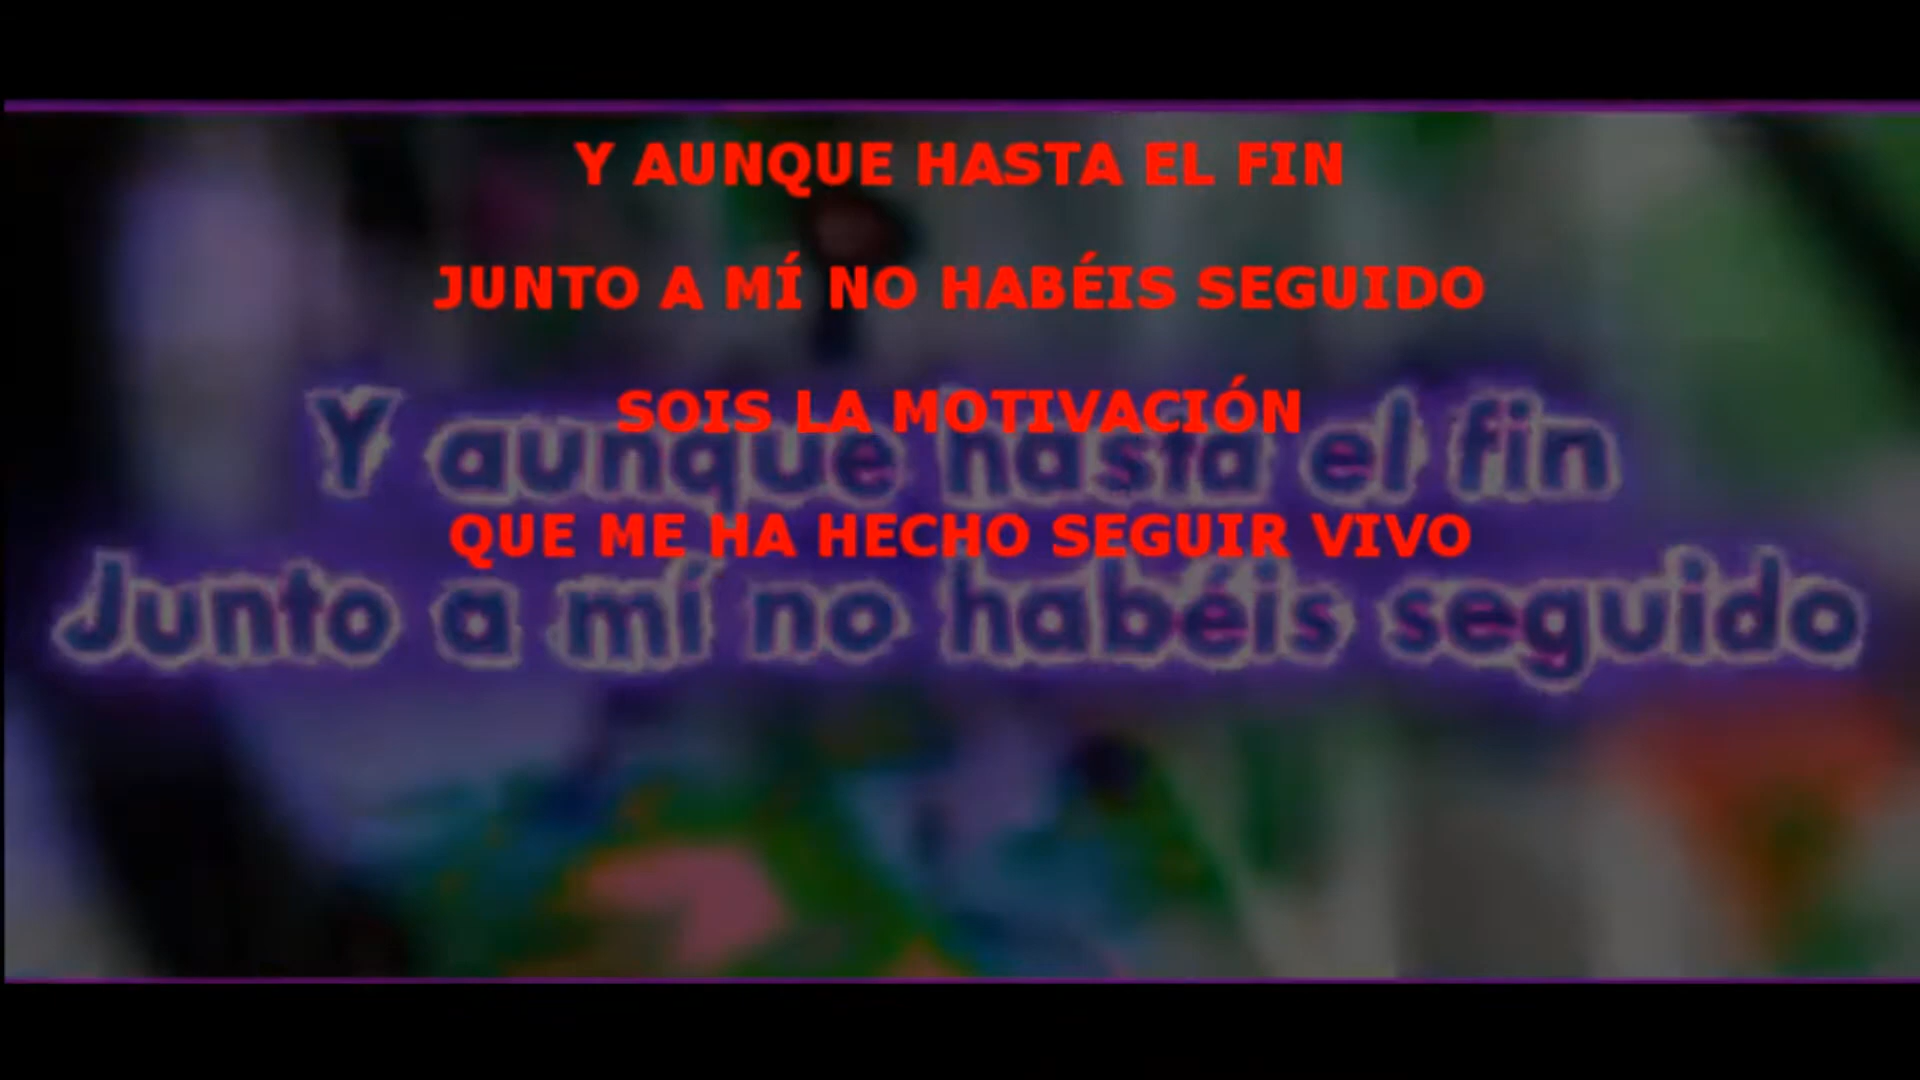 Y AUNQUE HASTA EL FIN
JUNTO A MÍ NO HABÉIS SEGUIDO
SOIS LA MOTIVACIÓN
Y aunque hasta el fin
QUE ME HA HECHO SEGUIR VIVO
Junto a mí no habéis seguido